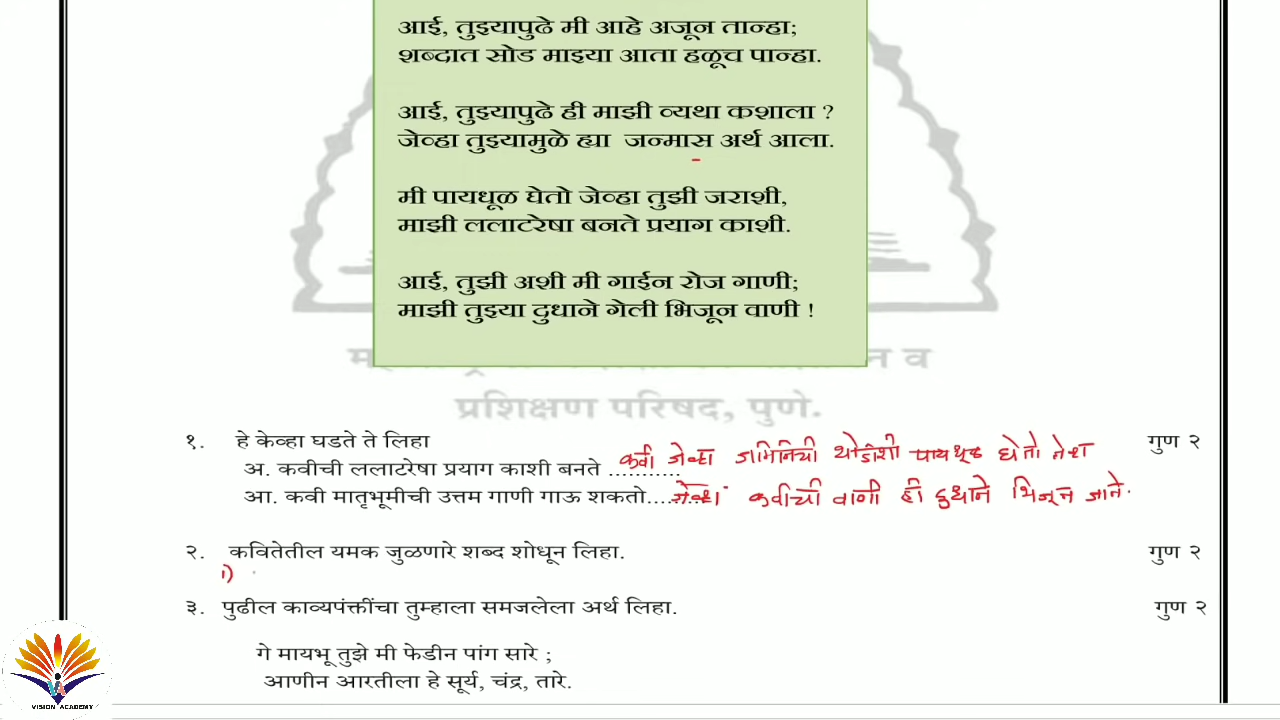 आई, तुझ्यापुढे मी आहे अजून तान्हा;
शब्दात सोड माझ्या आता हळूच पान्हा.
आई, तुझ्यापुढे ही माझी व्यथा कशाला ?
जेव्हा तुझ्यामुळे ह्या जन्मास अर्थ आला.
मी पायधूळ घेतो जेव्हा तुझी जराशी,
माझी ललाटरेषा बनते प्रयाग काशी.
आई, तुझी अशी मी गाईन रोज गाणी;
माझी तुझ्या दुधाने गेली भिजून वाणी !
प्रशिक्षण परिषद, पुणे.
१. हे केव्हा घडते ते लिहा गुण २
अ. कवीची ललाटरेषा प्रयाग काशी बनते ........... कवी जेव्हा जमिनिची थोडीशी पायधूळ घेतो तेव्हा
आ. कवी मातृभूमीची उत्तम गाणी गाऊ शकतो......... जेव्हा कवीची वाणी ही दुधाने भिजून जाते.
२. कवितेतील यमक जुळणारे शब्द शोधून लिहा. गुण २
1)
३. पुढील काव्यपंक्तींचा तुम्हाला समजलेला अर्थ लिहा. गुण २
गे मायभू तुझे मी फेडीन पांग सारे ;
आणीन आरतीला हे सूर्य, चंद्र, तारे.
VISION ACADEMY